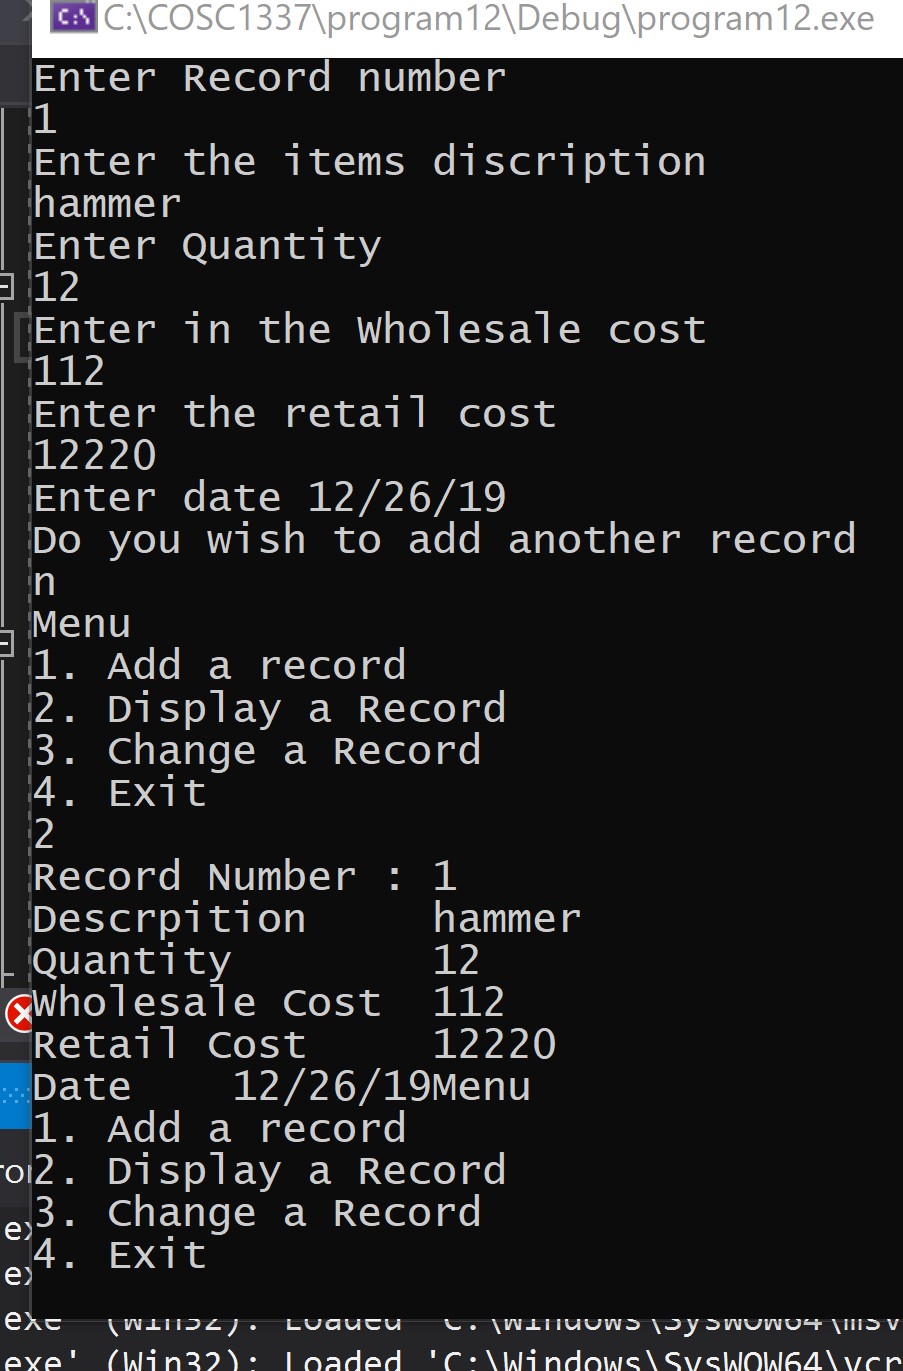 C:\COSC1337\program12\Debug\program12.exe
Enter Record number
1
Enter the items discription
hammer
Enter Quantity
12
Enter in the Wholesale cost
112
Enter the retail cost
12220
Enter date 12/26/19
Do you wish to add another record
n
Menu
1. Add a record
2. Display a Record
3. Change a Record
4. Exit
2
Record Number : 1
Descrpition     hammer
Quantity        12
Wholesale Cost  112
Retail Cost     12220
Date    12/26/19Menu
1. Add a record
2. Display a Record
3. Change a Record
4. Exit
exe' (Win32): Loaded 'C:\Windows\SysWOW64\msv
exe' (Win32): Loaded 'C:\Windows\SysWOW64\vcr